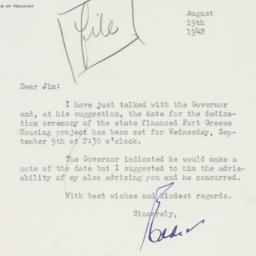 ER OF HOUSING
file
August
19th
1942
Dear Jim:
I have just talked with the Governor
and, at his suggestion, the date for the dedica-
tion ceremony of the state financed Fort Greene
Housing project has been set for Wednesday, Sep-
tember 9th at 2:30 o'clock.
The Governor indicated he would make a
note of the date but I suggested to him the advis-
ability of my also advising you and he concurred.
With best wishes and kindest regards.
Sincerely,